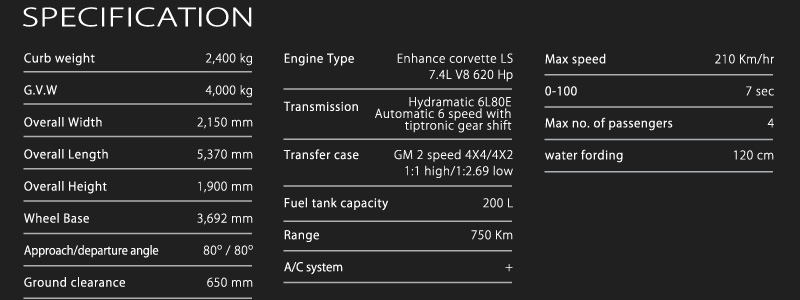 SPECIFICATION
Curb weight 2,400 kg
G.V.W 4,000 kg
Overall Width 2,150 mm
Overall Length 5,370 mm
Overall Height 1,900 mm
Wheel Base 3,692 mm
Approach/departure angle 80° / 80°
Ground clearance 650 mm
Engine Type Enhance corvette LS
7.4L V8 620 Hp
Transmission Hydramatic 6L80E
Automatic 6 speed with
tiptronic gear shift
Transfer case GM 2 speed 4X4/4X2
1:1 high/1:2.69 low
Fuel tank capacity 200 L
Range 750 Km
A/C system +
Max speed 210 Km/hr
0-100 7 sec
Max no. of passengers 4
water fording 120 cm